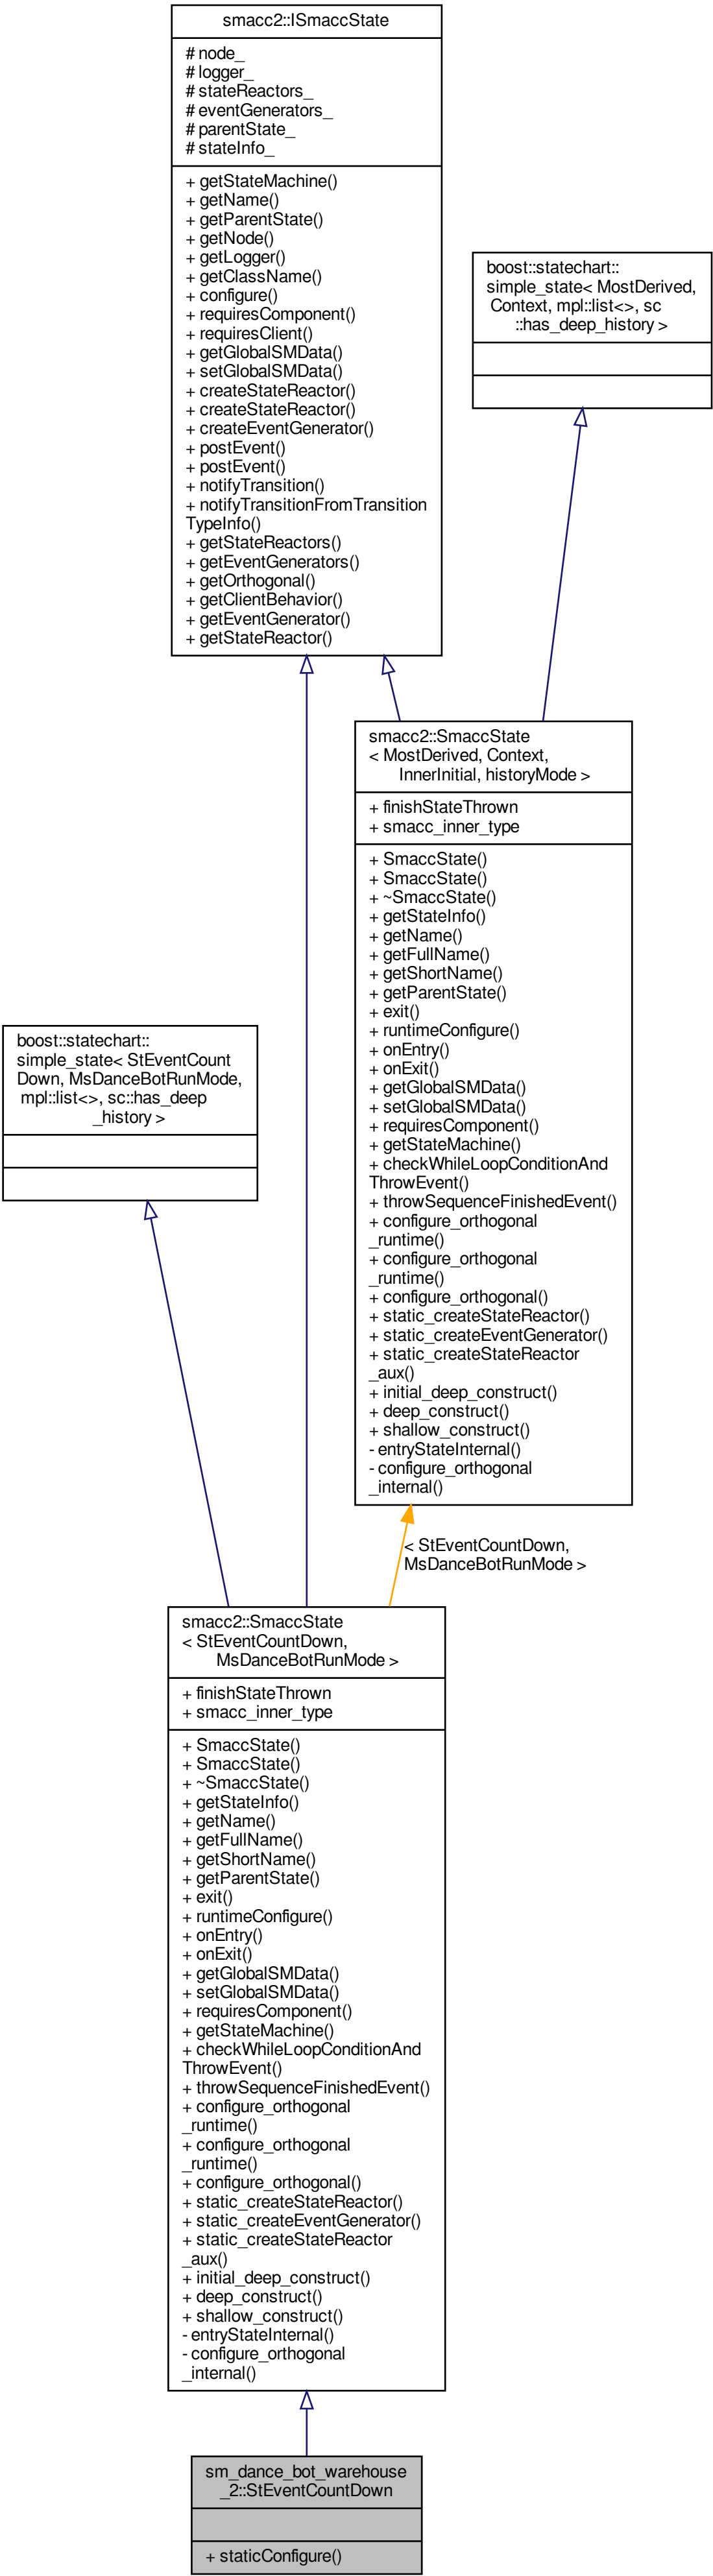 smacc2::ISmaccState
# node_
# logger_
# stateReactors_
# eventGenerators_
# parentState_
# stateInfo_
+ getStateMachine()
+ getName()
+ getParentState()
+ getNode()
+ getLogger()
+ getClassName()
+ configure()
+ requiresComponent()
+ requiresClient()
+ getGlobalSMData()
+ setGlobalSMData()
+ createStateReactor()
+ createStateReactor()
+ createEventGenerator()
+ postEvent()
+ postEvent()
+ notifyTransition()
+ notifyTransitionFromTransition
TypeInfo()
+ getStateReactors()
+ getEventGenerators()
+ getOrthogonal()
+ getClientBehavior()
+ getEventGenerator()
+ getStateReactor()
boost::statechart::
simple_state< MostDerived,
Context, mpl::list<>, sc
::has_deep_history >
smacc2::SmaccState
< MostDerived, Context,
InnerInitial, historyMode >
+ finishStateThrown
+ smacc_inner_type
+ SmaccState()
+ SmaccState()
+ ~SmaccState()
+ getStateInfo()
+ getName()
+ getFullName()
+ getShortName()
+ getParentState()
+ exit()
+ runtimeConfigure()
+ onEntry()
+ onExit()
+ getGlobalSMData()
+ setGlobalSMData()
+ requiresComponent()
+ getStateMachine()
+ checkWhileLoopConditionAnd
ThrowEvent()
+ throwSequenceFinishedEvent()
+ configure_orthogonal
_runtime()
+ configure_orthogonal
_runtime()
+ configure_orthogonal()
+ static_createStateReactor()
+ static_createEventGenerator()
+ static_createStateReactor
_aux()
+ initial_deep_construct()
+ deep_construct()
+ shallow_construct()
- entryStateInternal()
- configure_orthogonal
_internal()
boost::statechart::
simple_state< StEventCount
Down, MsDanceBotRunMode,
mpl::list<>, sc::has_deep
_history >
< StEventCountDown,
MsDanceBotRunMode >
smacc2::SmaccState
< StEventCountDown,
MsDanceBotRunMode >
+ finishStateThrown
+ smacc_inner_type
+ SmaccState()
+ SmaccState()
+ ~SmaccState()
+ getStateInfo()
+ getName()
+ getFullName()
+ getShortName()
+ getParentState()
+ exit()
+ runtimeConfigure()
+ onEntry()
+ onExit()
+ getGlobalSMData()
+ setGlobalSMData()
+ requiresComponent()
+ getStateMachine()
+ checkWhileLoopConditionAnd
ThrowEvent()
+ throwSequenceFinishedEvent()
+ configure_orthogonal
_runtime()
+ configure_orthogonal
_runtime()
+ configure_orthogonal()
+ static_createStateReactor()
+ static_createEventGenerator()
+ static_createStateReactor
_aux()
+ initial_deep_construct()
+ deep_construct()
+ shallow_construct()
- entryStateInternal()
- configure_orthogonal
_internal()
sm_dance_bot_warehouse
_2::StEventCountDown
+ staticConfigure()